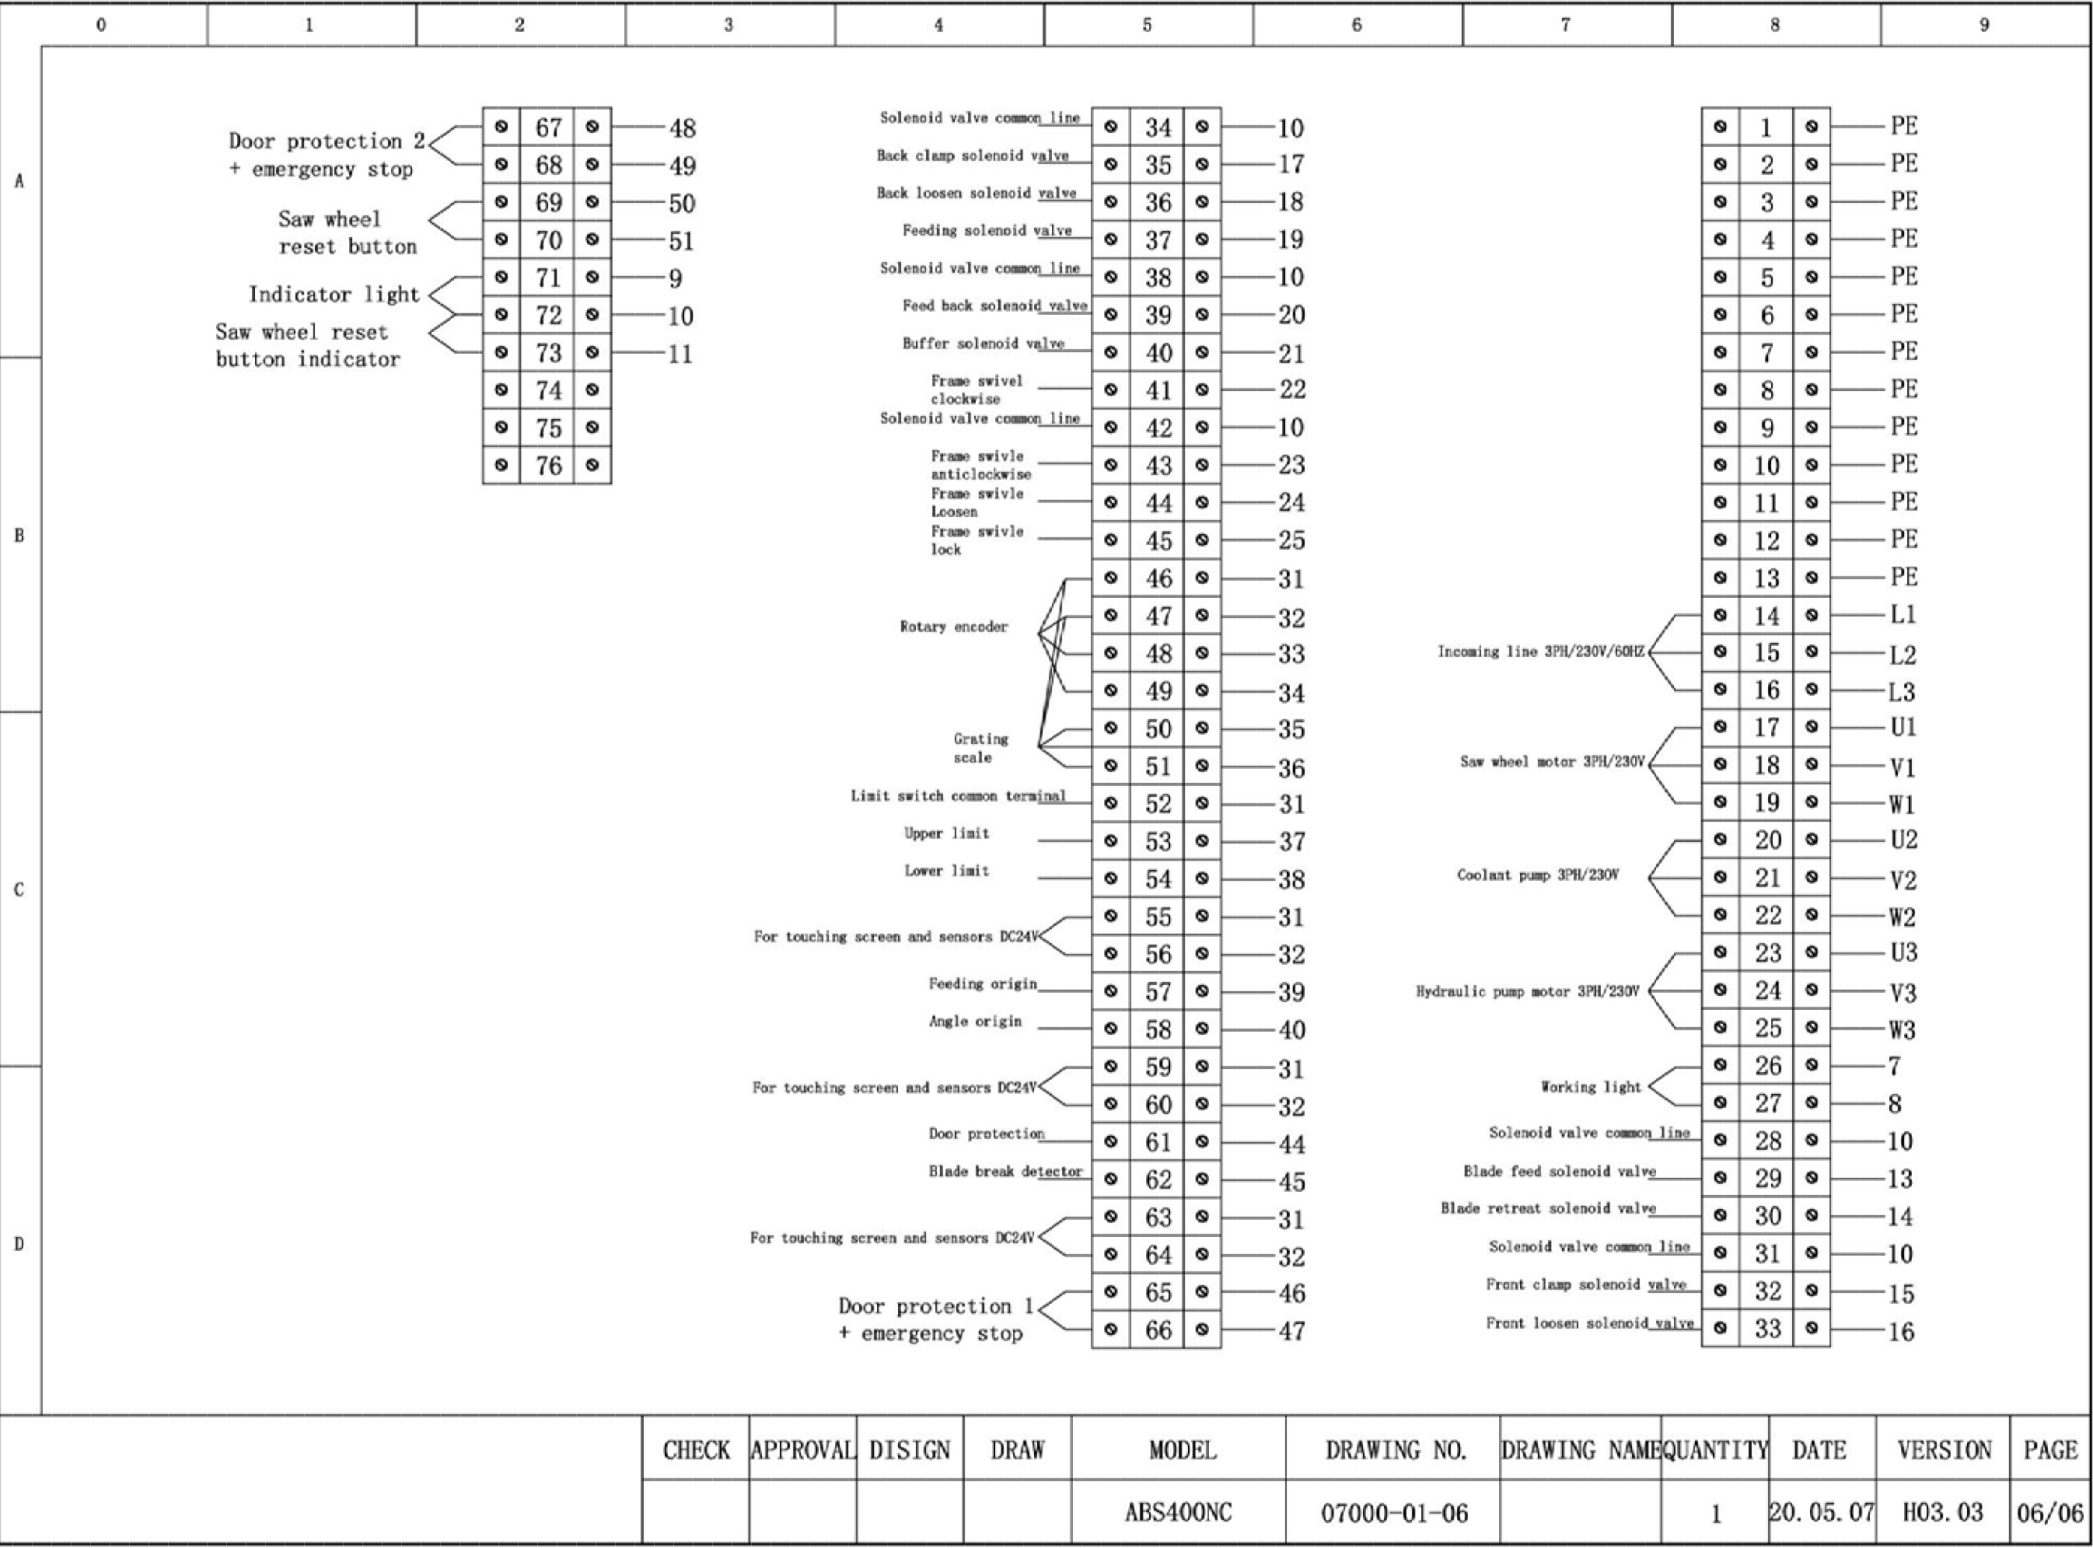 0 1 2 3 4 5 6 7 8 9
A
B
C
D
Door protection 2
+ emergency stop
Saw wheel
reset button
Indicator light
Saw wheel reset
button indicator
67 48
68 49
69 50
70 51
71 9
72 10
73 11
74
75
76
Solenoid valve common line 34 10
Back clamp solenoid valve 35 17
Back loosen solenoid valve 36 18
Feeding solenoid valve 37 19
Solenoid valve common line 38 10
Feed back solenoid valve 39 20
Buffer solenoid valve 40 21
Frame swivel
clockwise
41 22
Solenoid valve common line 42 10
Frame swivle
anticlockwise
43 23
Frame swivle
Loosen
44 24
Frame swivle
lock
45 25
46 31
47 32
Rotary encoder
48 33
49 34
50 35
Grating
scale
51 36
Limit switch common terminal 52 31
Upper limit 53 37
Lower limit 54 38
55 31
For touching screen and sensors DC24V
56 32
Feeding origin 57 39
Angle origin 58 40
59 31
For touching screen and sensors DC24V
60 32
Door protection 61 44
Blade break detector 62 45
63 31
For touching screen and sensors DC24V
64 32
65 46
Door protection 1
+ emergency stop
66 47
1 PE
2 PE
3 PE
4 PE
5 PE
6 PE
7 PE
8 PE
9 PE
10 PE
11 PE
12 PE
13 PE
14 L1
Incoming line 3PH/230V/60HZ 15 L2
16 L3
17 U1
Saw wheel motor 3PH/230V 18 V1
19 W1
20 U2
Coolant pump 3PH/230V 21 V2
22 W2
23 U3
Hydraulic pump motor 3PH/230V 24 V3
25 W3
26 7
Working light
27 8
Solenoid valve common line 28 10
Blade feed solenoid valve 29 13
Blade retreat solenoid valve 30 14
Solenoid valve common line 31 10
Front clamp solenoid valve 32 15
Front loosen solenoid valve 33 16
CHECK APPROVAL DISIGN DRAW MODEL DRAWING NO. DRAWING NAME QUANTITY DATE VERSION PAGE
ABS400NC 07000-01-06 1 20.05.07 H03.03 06/06